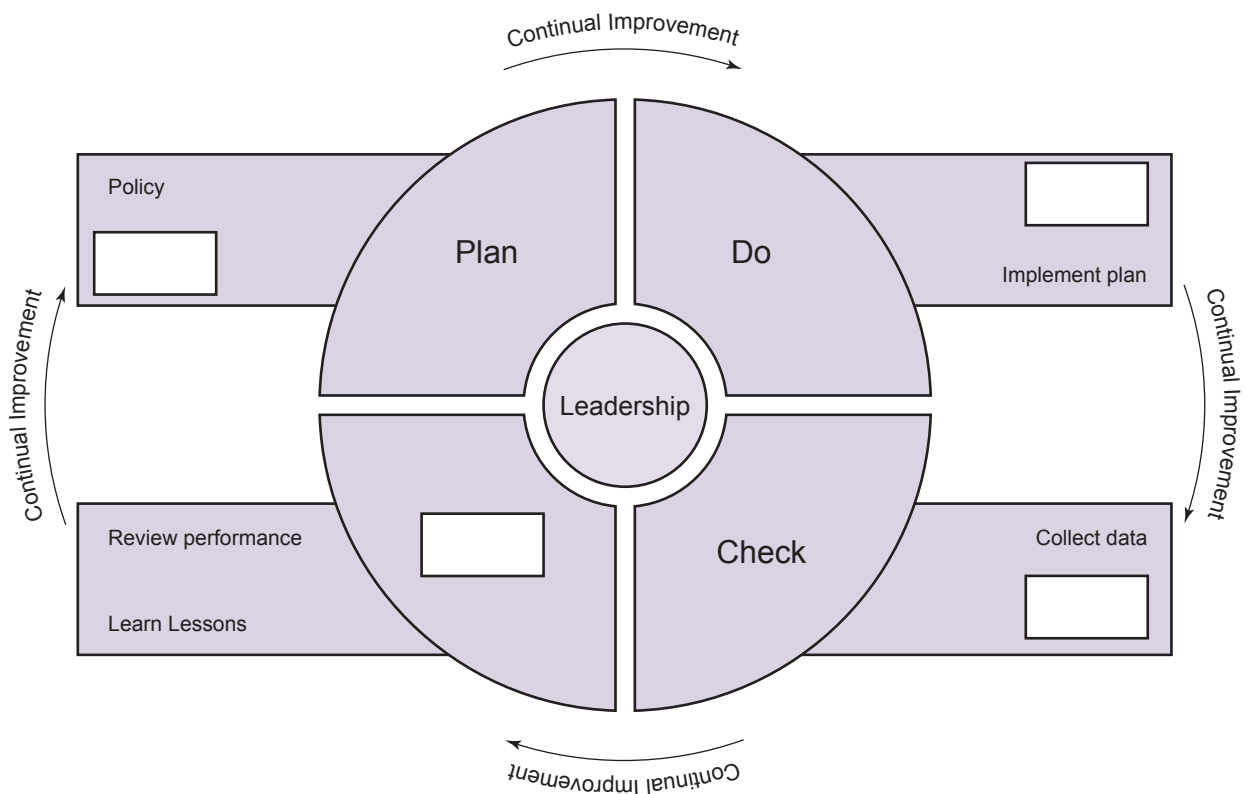 Continual Improvement
Policy
Plan
Do
Implement plan
Continual Improvement
Continual Improvement
Leadership
Review performance
Check
Collect data
Learn Lessons
Continual Improvement